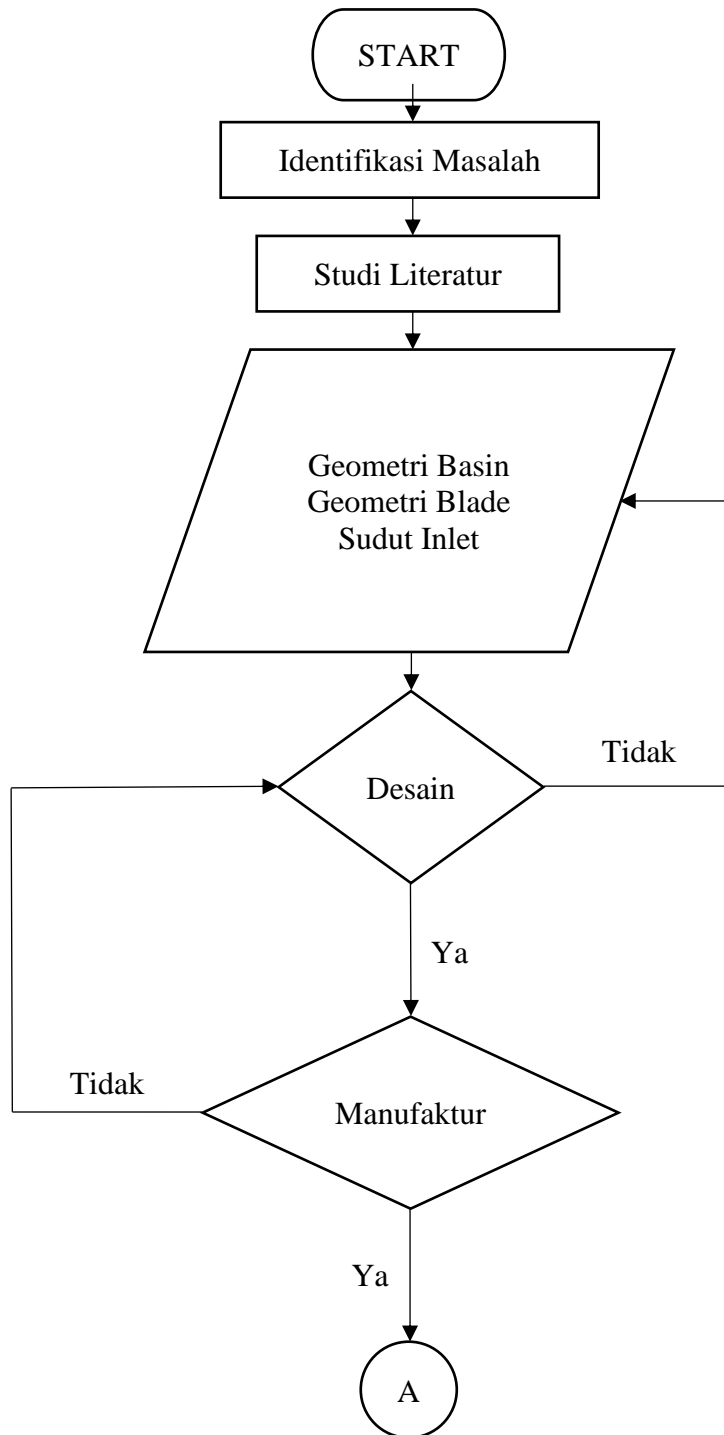 START
Identifikasi Masalah
Studi Literatur
Geometri Basin
Geometri Blade
Sudut Inlet
Desain
Tidak
Ya
Tidak
Manufaktur
Ya
A